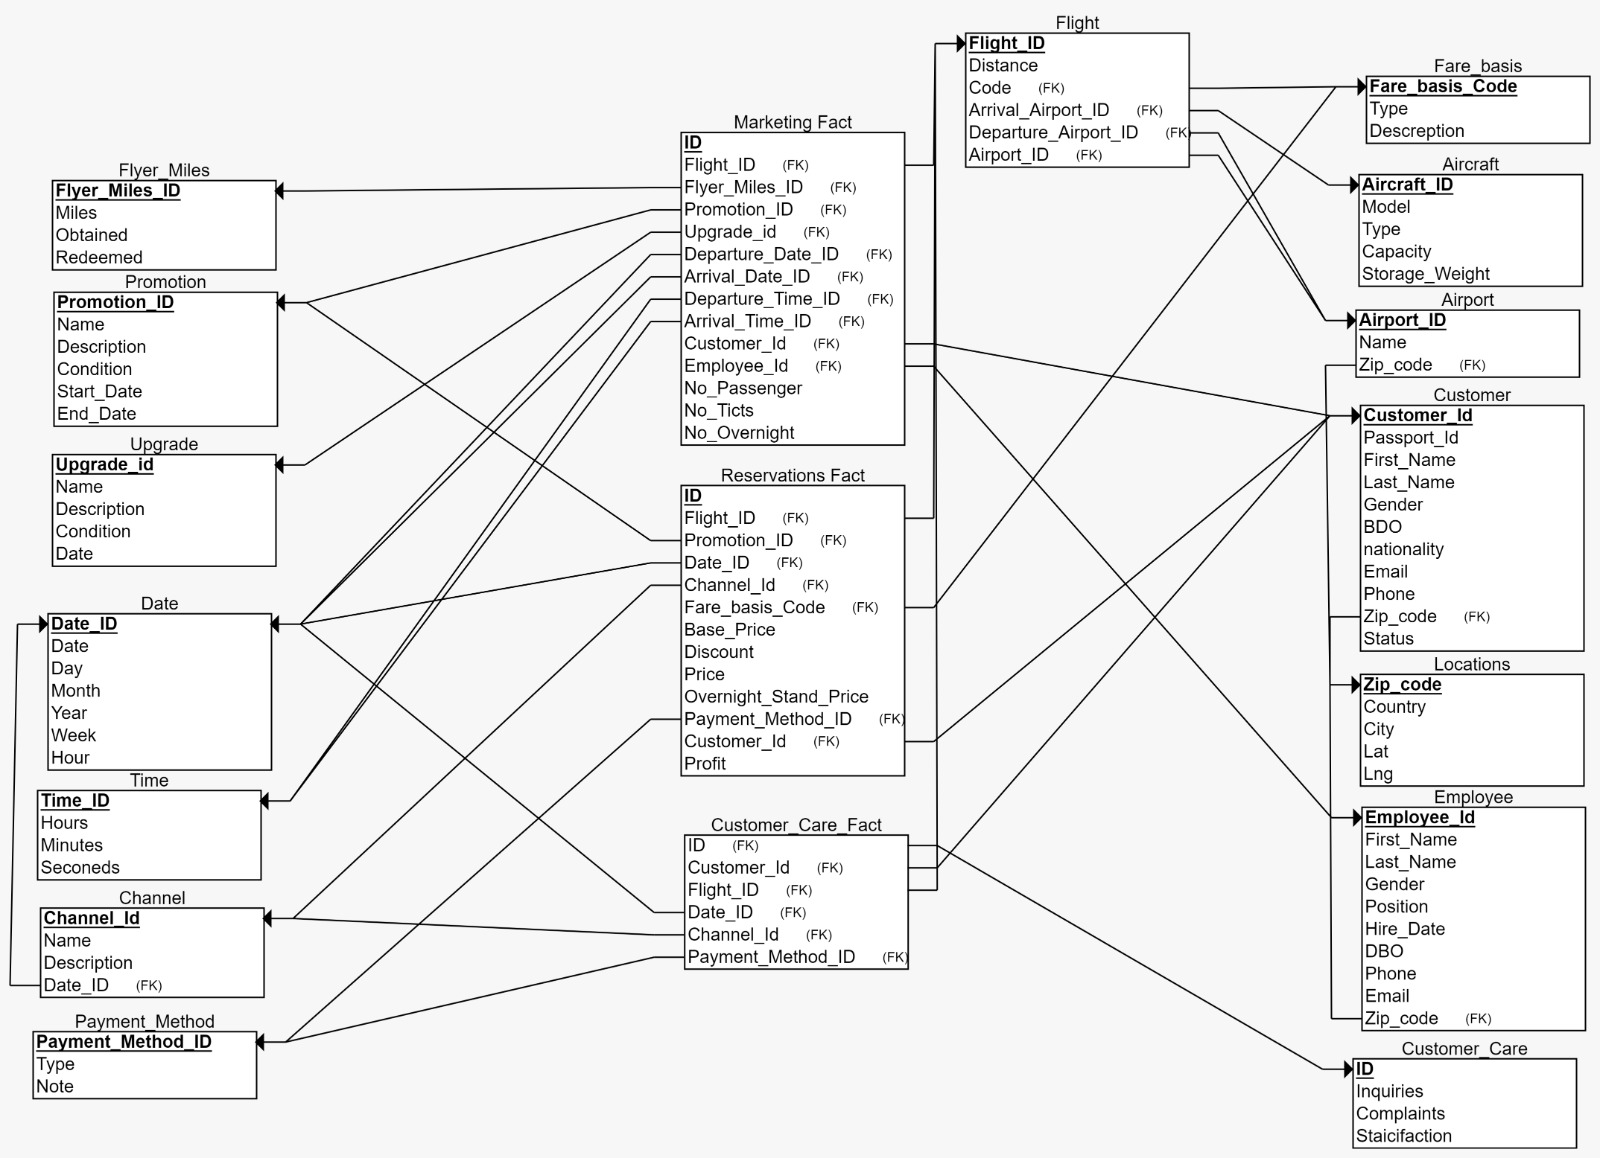 Flyer_Miles
Flyer_Miles_ID
Miles
Obtained
Redeemed
Promotion
Promotion_ID
Name
Description
Condition
Start_Date
End_Date
Upgrade
Upgrade_id
Name
Description
Condition
Date
Date
Date_ID
Date
Day
Month
Year
Week
Hour
Time
Time_ID
Hours
Minutes
Seconeds
Channel
Channel_Id
Name
Description
Date_ID (FK)
Payment_Method
Payment_Method_ID
Type
Note
Marketing Fact
ID
Flight_ID (FK)
Flyer_Miles_ID (FK)
Promotion_ID (FK)
Upgrade_id (FK)
Departure_Date_ID (FK)
Arrival_Date_ID (FK)
Departure_Time_ID (FK)
Arrival_Time_ID (FK)
Customer_Id (FK)
Employee_Id (FK)
No_Passenger
No_Ticts
No_Overnight
Reservations Fact
ID
Flight_ID (FK)
Promotion_ID (FK)
Date_ID (FK)
Channel_Id (FK)
Fare_basis_Code (FK)
Base_Price
Discount
Price
Overnight_Stand_Price
Payment_Method_ID (FK)
Customer_Id (FK)
Profit
Customer_Care_Fact
ID (FK)
Customer_Id (FK)
Flight_ID (FK)
Date_ID (FK)
Channel_Id (FK)
Payment_Method_ID (FK)
Flight
Flight_ID
Distance
Code (FK)
Arrival_Airport_ID (FK)
Departure_Airport_ID (FK
Airport_ID (FK)
Fare_basis
Fare_basis_Code
Type
Descreption
Aircraft
Aircraft_ID
Model
Type
Capacity
Storage_Weight
Airport
Airport_ID
Name
Zip_code (FK)
Customer
Customer_Id
Passport_Id
First_Name
Last_Name
Gender
BDO
nationality
Email
Phone
Zip_code (FK)
Status
Locations
Zip_code
Country
City
Lat
Lng
Employee
Employee_Id
First_Name
Last_Name
Gender
Position
Hire_Date
DBO
Phone
Email
Zip_code (FK)
Customer_Care
ID
Inquiries
Complaints
Staicifaction